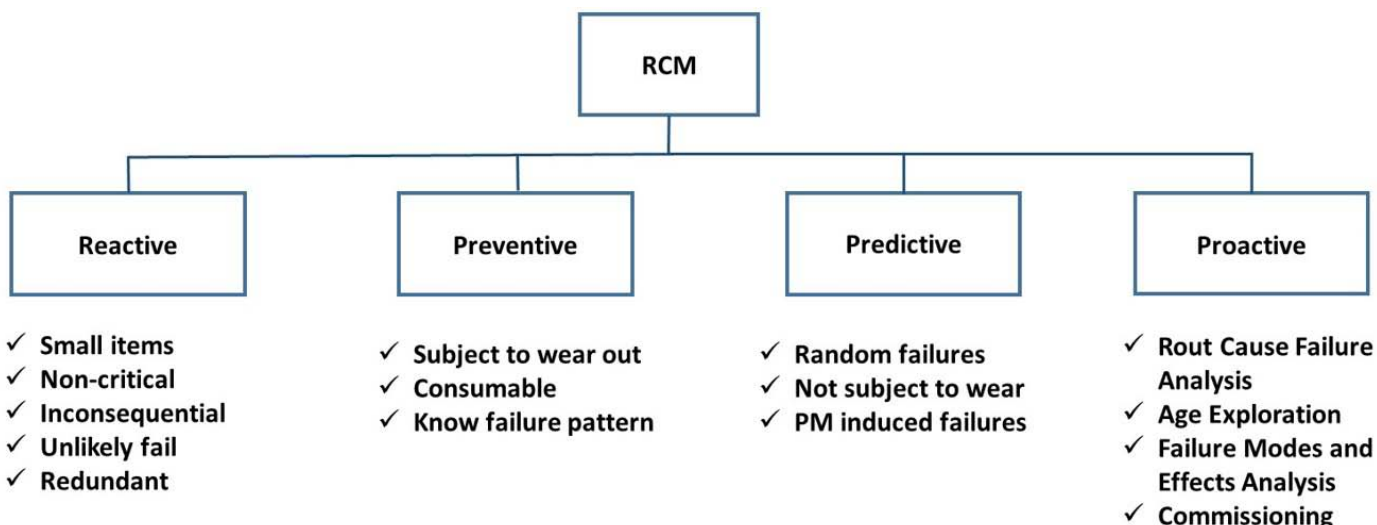 RCM
Reactive
Preventive
Predictive
Proactive
✓ Small items
✓ Non-critical
✓ Inconsequential
✓ Unlikely fail
✓ Redundant
✓ Subject to wear out
✓ Consumable
✓ Know failure pattern
✓ Random failures
✓ Not subject to wear
✓ PM induced failures
✓ Rout Cause Failure
Analysis
✓ Age Exploration
✓ Failure Modes and
Effects Analysis
✓ Commissioning